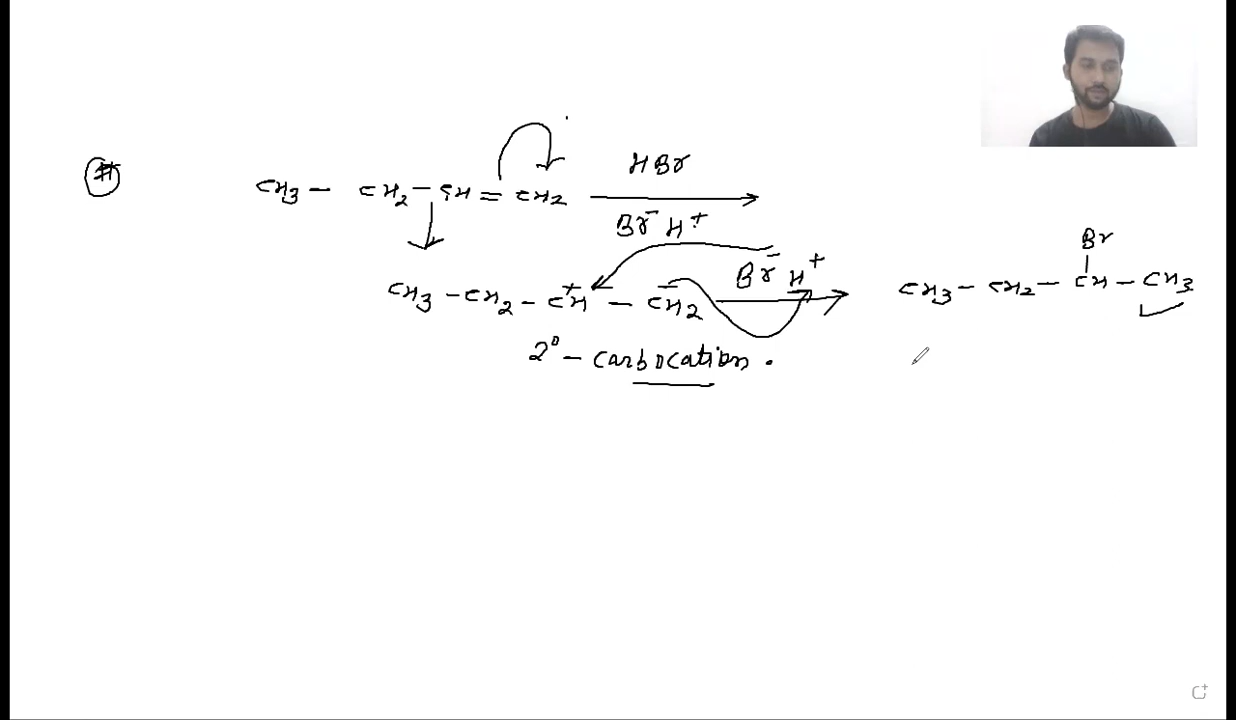 #
CH3 - CH2 - CH = CH2
HBr
Br⁻ H⁺
CH3 - CH2 - C⁺H - C⁻H2
Br⁻ H⁺
Br
CH3 - CH2 - CH - CH3
2° - carbocation.